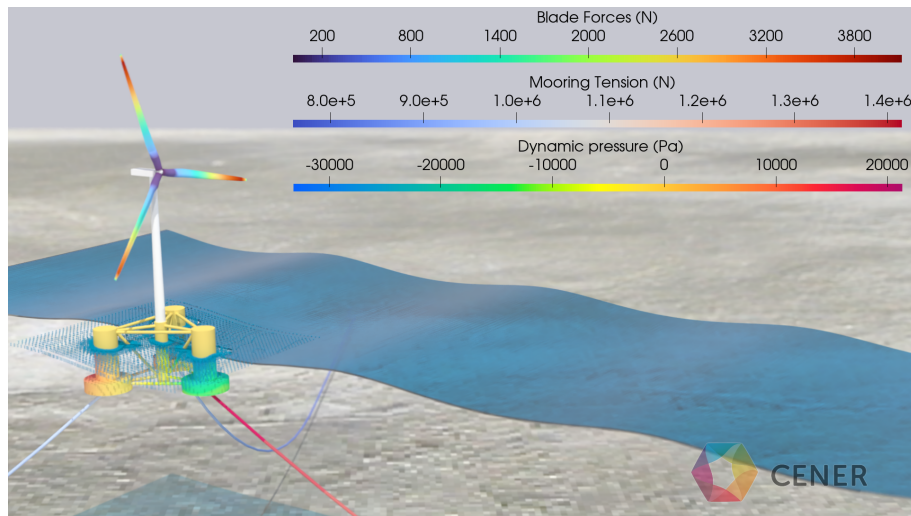 Blade Forces (N)
200 800 1400 2000 2600 3200 3800
Mooring Tension (N)
8.0e+5 9.0e+5 1.0e+6 1.1e+6 1.2e+6 1.3e+6 1.4e+6
Dynamic pressure (Pa)
-30000 -20000 -10000 0 10000 20000
CENER